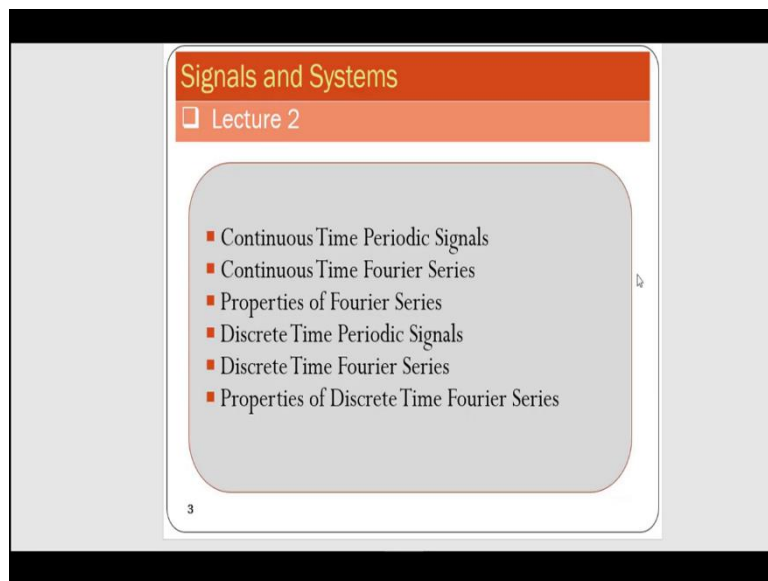 Signals and Systems
Lecture 2
Continuous Time Periodic Signals
Continuous Time Fourier Series
Properties of Fourier Series
Discrete Time Periodic Signals
Discrete Time Fourier Series
Properties of Discrete Time Fourier Series
3